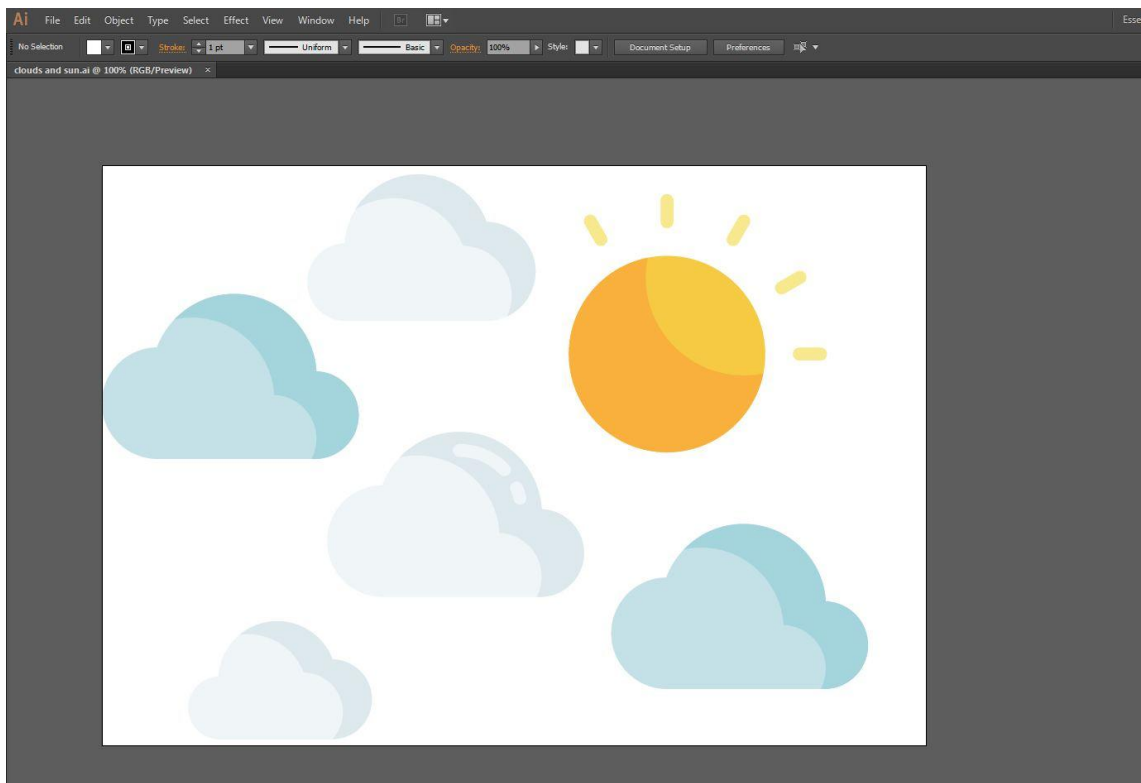 Ai File Edit Object Type Select Effect View Window Help Br Esse
No Selection Stroke: 1 pt Uniform Basic Opacity: 100% Style: Document Setup Preferences
clouds and sun.ai @ 100% (RGB/Preview) ×